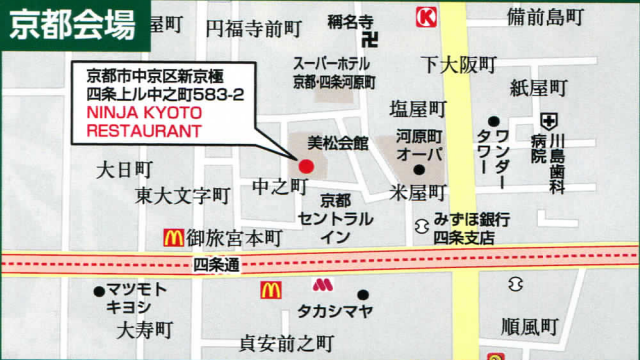 京都会場
屋町
円福寺前町
稱名寺
卍
K
備前島町
スーパーホテル
京都・四条河原町
下大阪町
紙屋町
京都市中京区新京極
四条上ル中之町583-2
NINJA KYOTO
RESTAURANT
塩屋町
美松会館
河原町
オーパ
ワンダー
タワー
川島歯科
病院
大日町
東大文字町
中之町
米屋町
京都
セントラル
イン
みずほ銀行
四条支店
御旅宮本町
四条通
マツモト
キヨシ
タカシマヤ
大寿町
貞安前之町
順風町